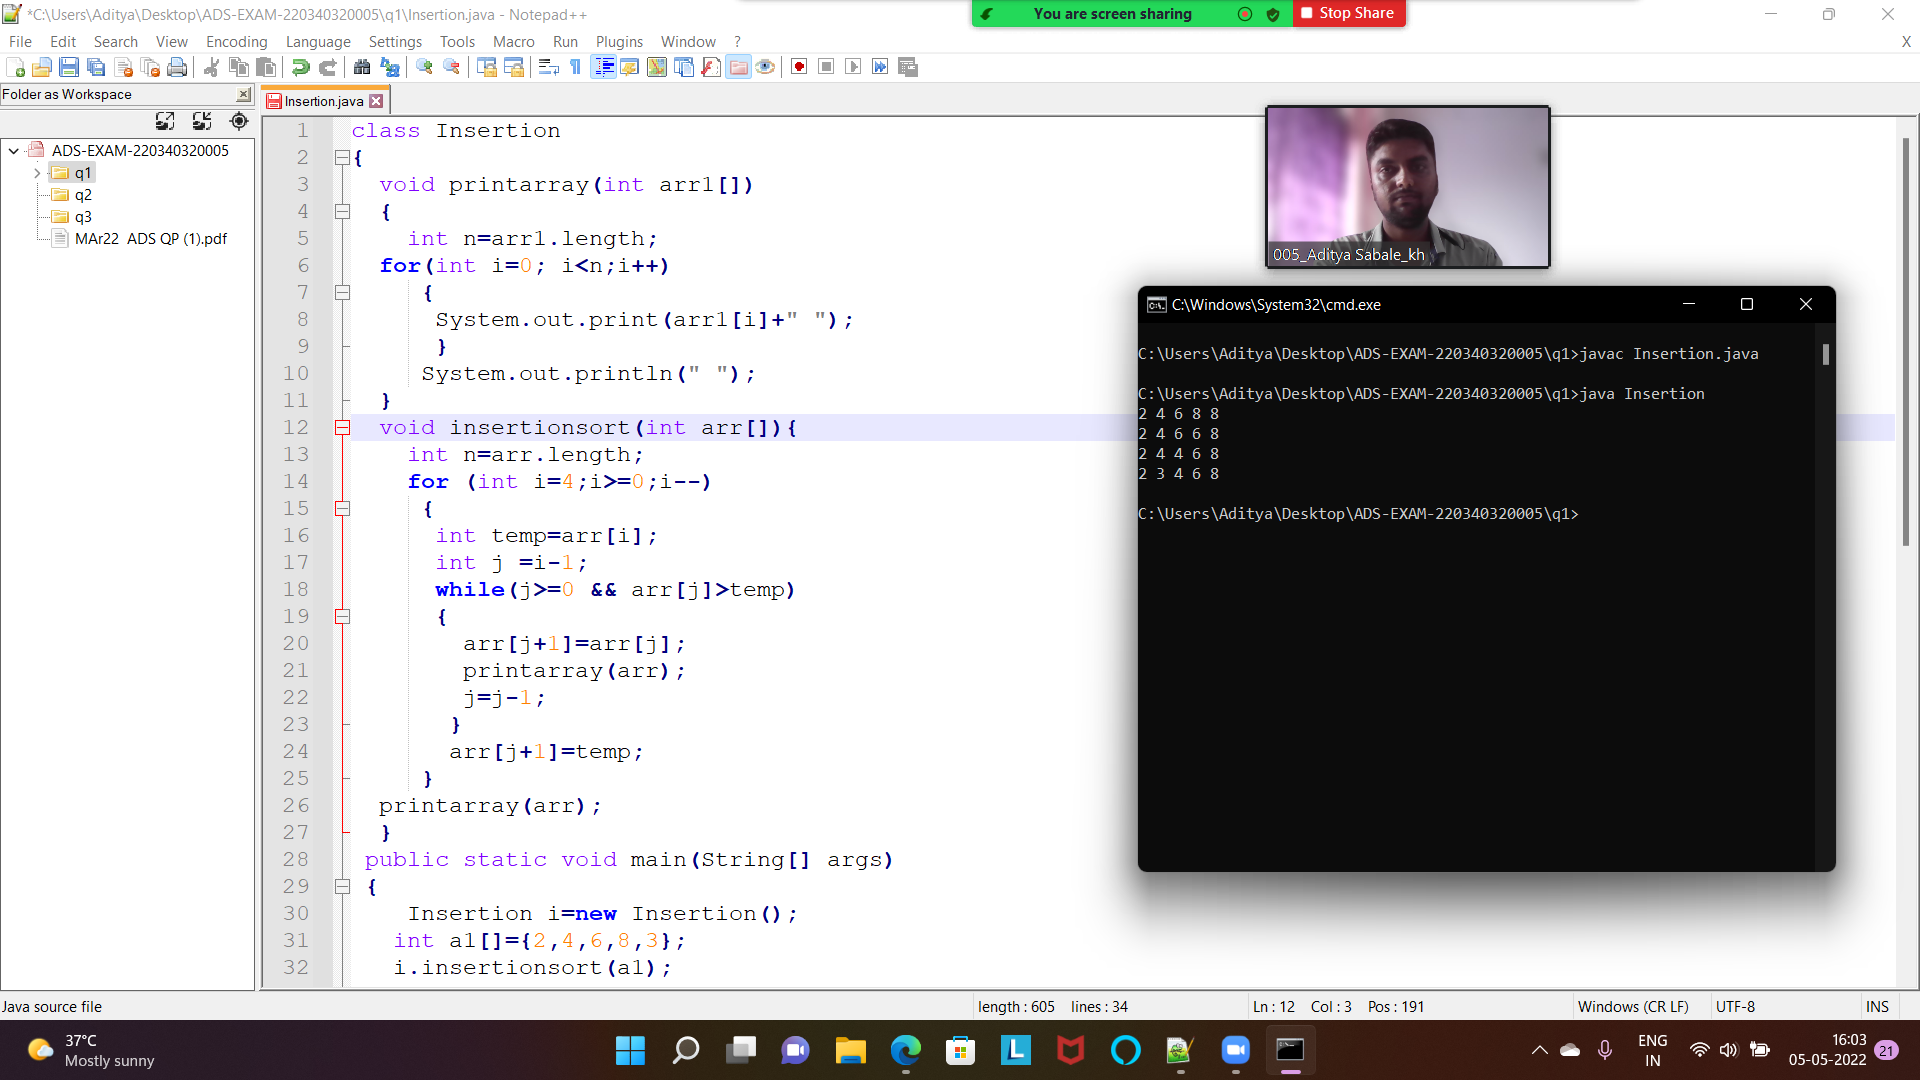 *C:\Users\Aditya\Desktop\ADS-EXAM-220340320005\q1\Insertion.java - Notepad++
You are screen sharing
Stop Share
File Edit Search View Encoding Language Settings Tools Macro Run Plugins Window ?
X
Folder as Workspace
Insertion.java
ADS-EXAM-220340320005
q1
q2
q3
MAr22 ADS QP (1).pdf
1 class Insertion
2 {
3 void printarray(int arr1[])
4 {
5 int n=arr1.length;
6 for(int i=0; i<n;i++)
7 {
8 System.out.print(arr1[i]+" ");
9 }
10 System.out.println(" ");
11 }
12 void insertionsort(int arr[]){
13 int n=arr.length;
14 for (int i=4;i>=0;i--)
15 {
16 int temp=arr[i];
17 int j =i-1;
18 while(j>=0 && arr[j]>temp)
19 {
20 arr[j+1]=arr[j];
21 printarray(arr);
22 j=j-1;
23 }
24 arr[j+1]=temp;
25 }
26 printarray(arr);
27 }
28 public static void main(String[] args)
29 {
30 Insertion i=new Insertion();
31 int a1[]={2,4,6,8,3};
32 i.insertionsort(a1);
005_Aditya Sabale_kh
C:\Windows\System32\cmd.exe
C:\Users\Aditya\Desktop\ADS-EXAM-220340320005\q1>javac Insertion.java
C:\Users\Aditya\Desktop\ADS-EXAM-220340320005\q1>java Insertion
2 4 6 8 8
2 4 6 6 8
2 4 4 6 8
2 3 4 6 8
C:\Users\Aditya\Desktop\ADS-EXAM-220340320005\q1>
Java source file
length : 605 lines : 34
Ln : 12 Col : 3 Pos : 191
Windows (CR LF)
UTF-8
INS
37°C
Mostly sunny
ENG
IN
16:03
05-05-2022
21